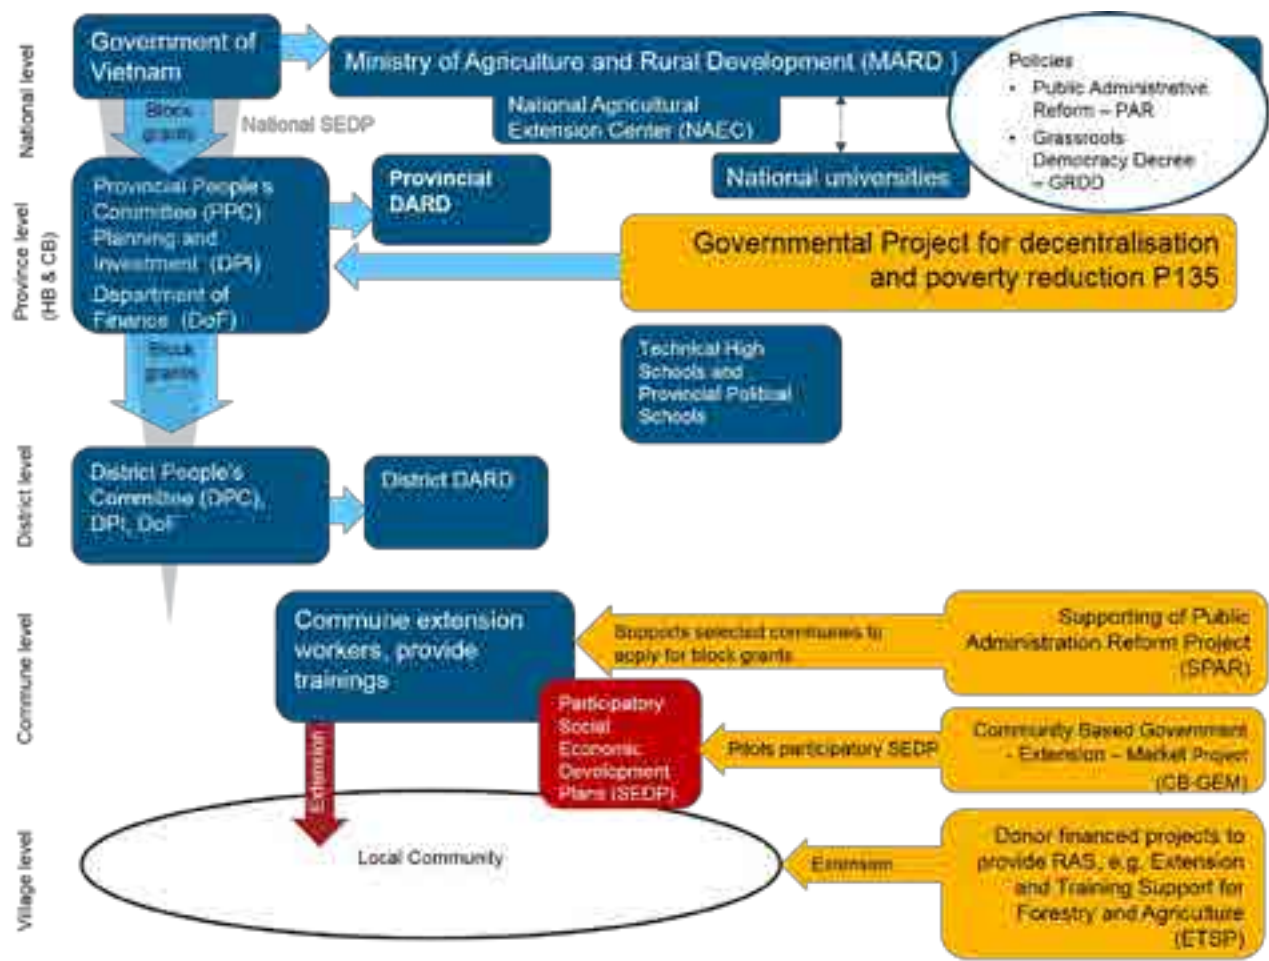 National level
Government of
Vietnam
Ministry of Agriculture and Rural Development (MARD )
Policies
• Public Administrative
Reform – PAR
• Grassroots
Democracy Decree
– GRDD
Block
grants
National SEDP
National Agricultural
Extension Center (NAEC)
National universities
Province level
(HB & CB)
Provincial People's
Committee (PPC)
Planning and
Investment (DPI)
Department of
Finance (DoF)
Provincial
DARD
Governmental Project for decentralisation
and poverty reduction P135
Block
grants
Technical High
Schools and
Provincial Political
Schools
District level
District People's
Committee (DPC),
DPI, DoF
District DARD
Commune level
Commune extension
workers, provide
trainings
Supports selected communes to
apply for block grants
Supporting of Public
Administration Reform Project
(SPAR)
Participatory
Social
Economic
Development
Plans (SEDP)
Pilots participatory SEDP
Community Based Government
- Extension – Market Project
(CB-GEM)
Extension
Village level
Local Community
Extension
Donor financed projects to
provide RAS, e.g. Extension
and Training Support for
Forestry and Agriculture
(ETSP)